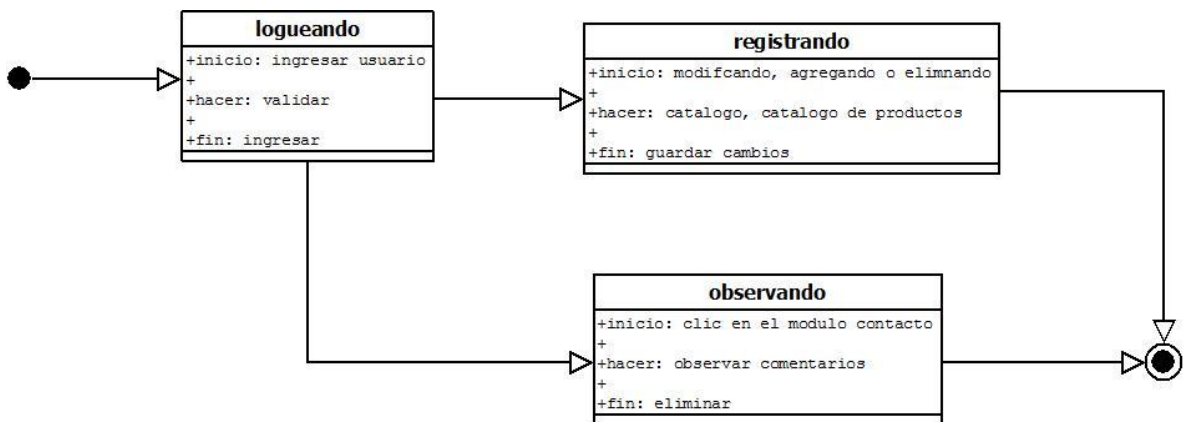 logueando
+inicio: ingresar usuario
+
+hacer: validar
+
+fin: ingresar
registrando
+inicio: modifcando, agregando o elimnando
+
+hacer: catalogo, catalogo de productos
+
+fin: guardar cambios
observando
+inicio: clic en el modulo contacto
+
+hacer: observar comentarios
+
+fin: eliminar